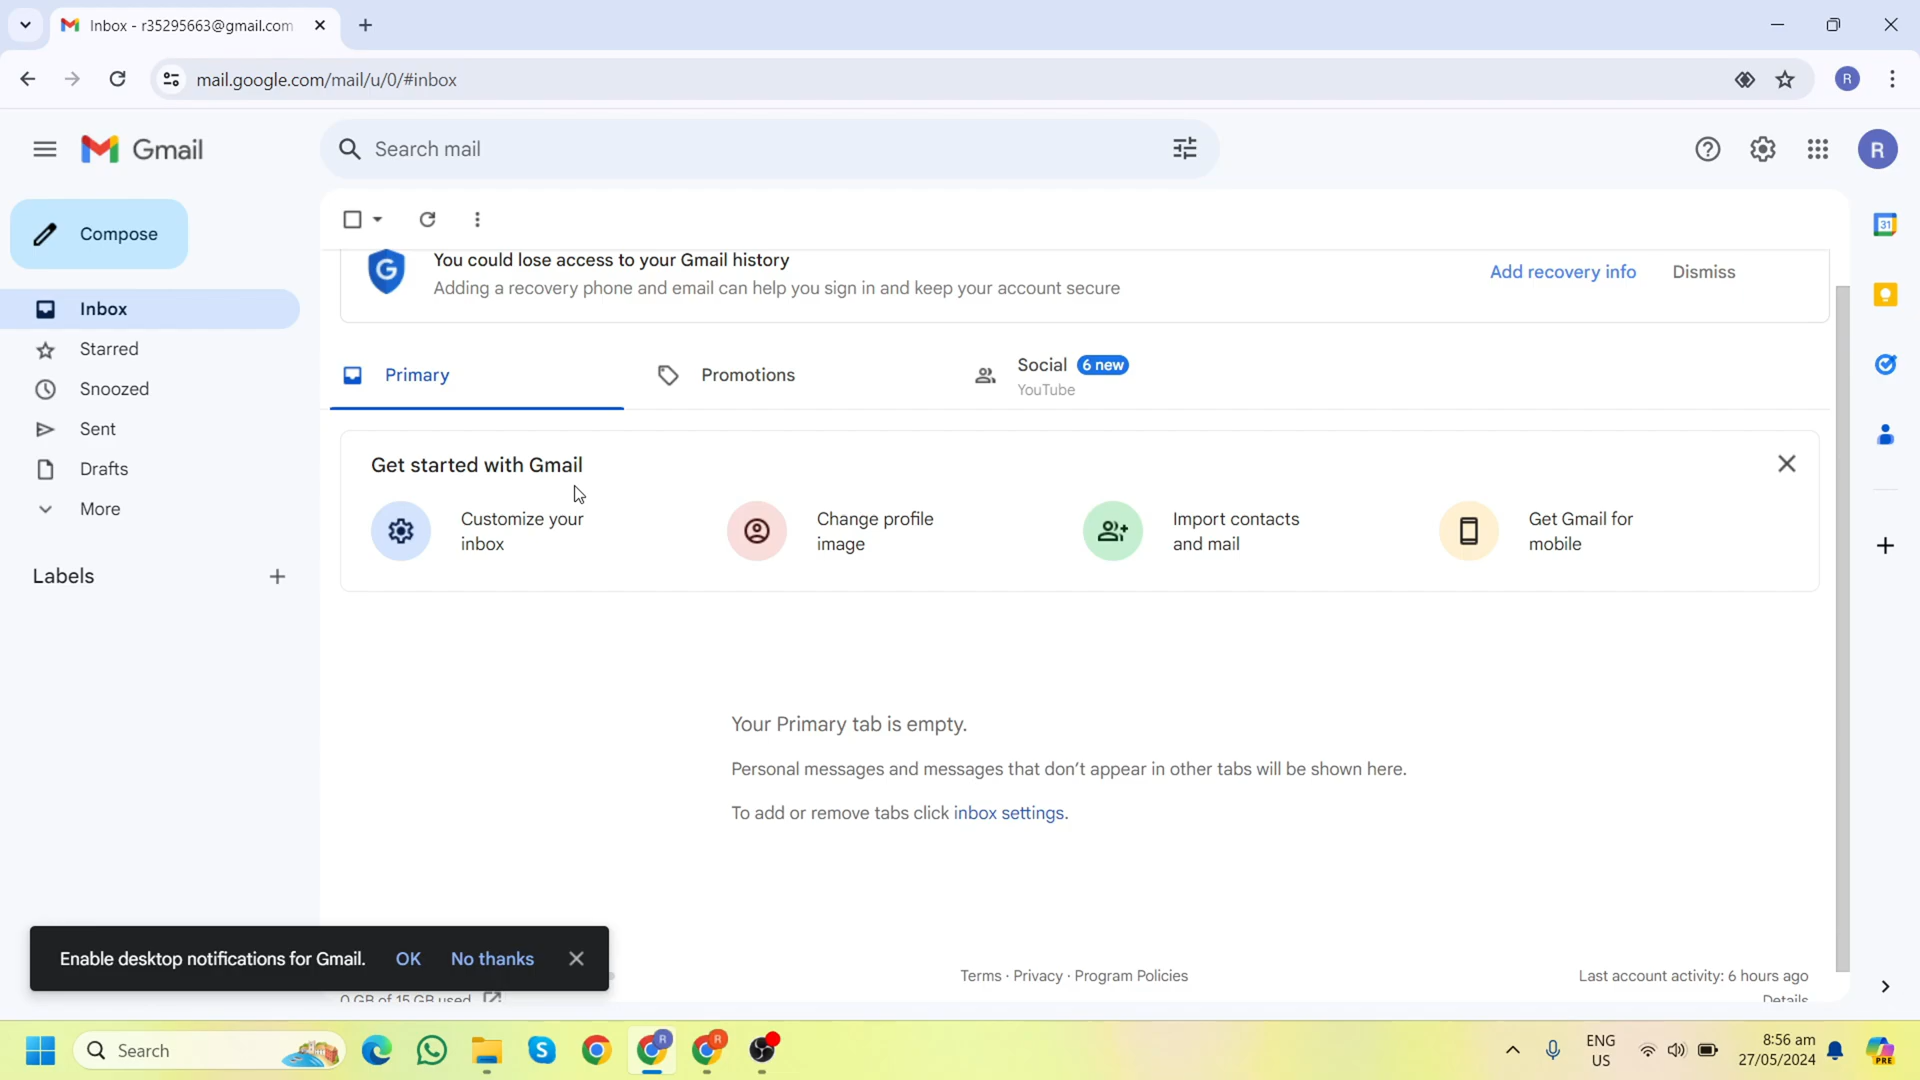 Inbox - r35295663@gmail.com
mail.google.com/mail/u/0/#inbox
R
Gmail
Search mail
R
Compose
Inbox
Starred
Snoozed
Sent
Drafts
More
Labels
You could lose access to your Gmail history
Adding a recovery phone and email can help you sign in and keep your account secure
Add recovery info
Dismiss
Primary
Promotions
Social 6 new
YouTube
Get started with Gmail
Customize your
inbox
Change profile
image
Import contacts
and mail
Get Gmail for
mobile
Your Primary tab is empty.
Personal messages and messages that don't appear in other tabs will be shown here.
To add or remove tabs click inbox settings.
Enable desktop notifications for Gmail. OK No thanks
0 GB of 15 GB used
Terms · Privacy · Program Policies
Last account activity: 6 hours ago
Details
31
Search
R
R
ENG
US
8:56 am
27/05/2024
PRE